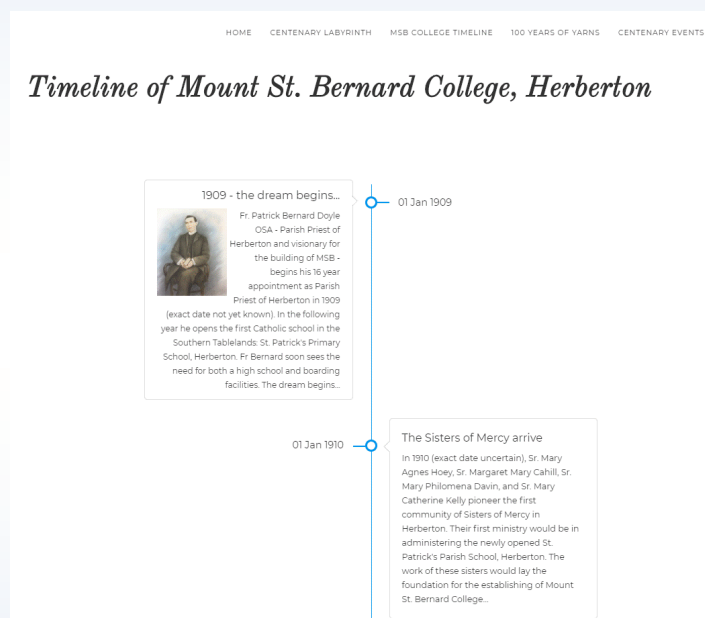 HOME CENTENARY LABYRINTH MSB COLLEGE TIMELINE 100 YEARS OF YARNS CENTENARY EVENTS
Timeline of Mount St. Bernard College, Herberton
1909 - the dream begins...
01 Jan 1909
Fr. Patrick Bernard Doyle
OSA - Parish Priest of
Herberton and visionary for
the building of MSB -
begins his 16 year
appointment as Parish
Priest of Herberton in 1909
(exact date not yet known). In the following
year he opens the first Catholic school in the
Southern Tablelands: St. Patrick's Primary
School, Herberton. Fr Bernard soon sees the
need for both a high school and boarding
facilities. The dream begins...
01 Jan 1910
The Sisters of Mercy arrive
In 1910 (exact date uncertain), Sr. Mary
Agnes Hoey, Sr. Margaret Mary Cahill, Sr.
Mary Philomena Davin, and Sr. Mary
Catherine Kelly pioneer the first
community of Sisters of Mercy in
Herberton. Their first ministry would be in
administering the newly opened St.
Patrick's Parish School, Herberton. The
work of these sisters would lay the
foundation for the establishing of Mount
St. Bernard College...